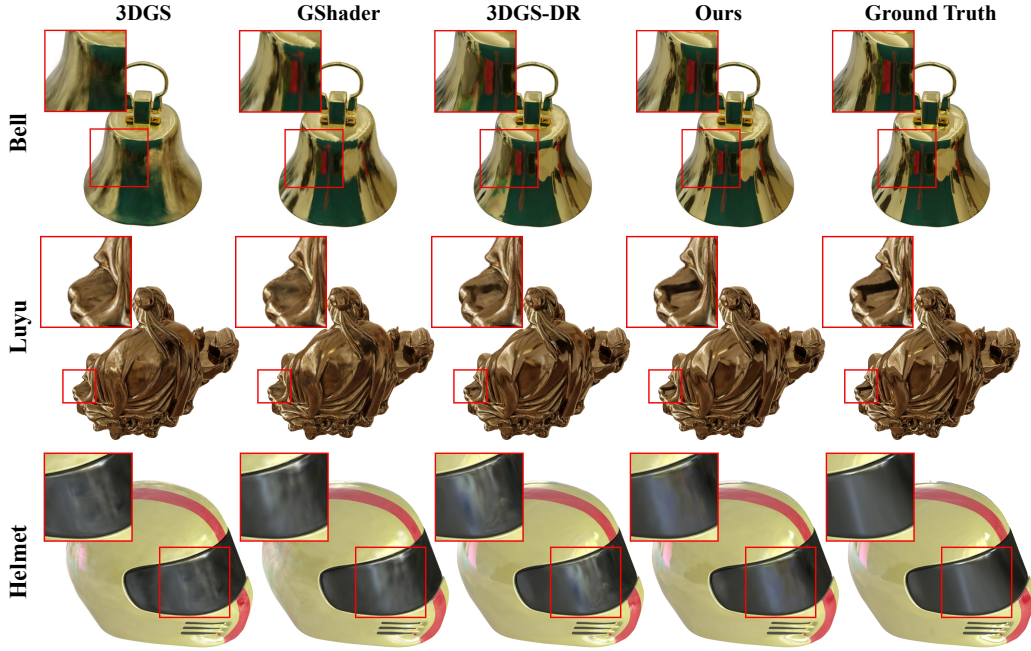 3DGS
GShader
3DGS-DR
Ours
Ground Truth
Bell
Luyu
Helmet